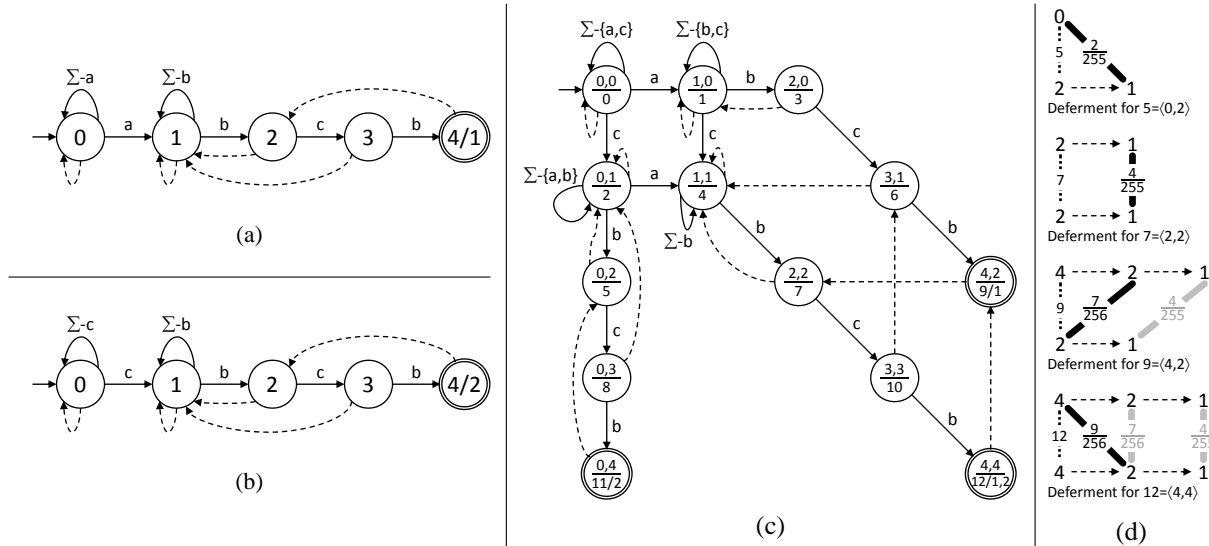 Σ-a
Σ-b
0
a
1
b
2
c
3
b
4/1
(a)
Σ-c
Σ-b
0
c
1
b
2
c
3
b
4/2
(b)
Σ-{a,c}
Σ-{b,c}
0,0
0
a
1,0
1
b
2,0
3
c
c
c
Σ-{a,b}
0,1
2
a
1,1
4
3,1
6
b
Σ-b
b
b
0,2
5
2,2
7
4,2
9/1
c
c
0,3
8
3,3
10
b
b
0,4
11/2
4,4
12/1,2
(c)
0
5
2
255
2
1
Deferment for 5=⟨0,2⟩
2
1
7
4
255
2
1
Deferment for 7=⟨2,2⟩
4
2
1
9
7
256
4
255
2
1
Deferment for 9=⟨4,2⟩
4
2
1
12
9
256
7
256
4
255
4
2
1
Deferment for 12=⟨4,4⟩
(d)